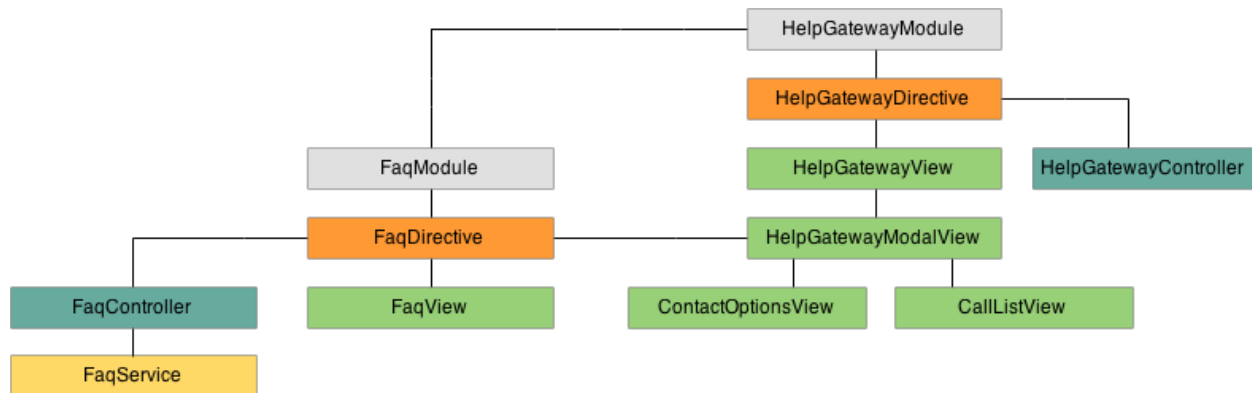 HelpGatewayModule
HelpGatewayDirective
FaqModule
HelpGatewayView
HelpGatewayController
FaqDirective
HelpGatewayModalView
FaqController
FaqView
ContactOptionsView
CallListView
FaqService